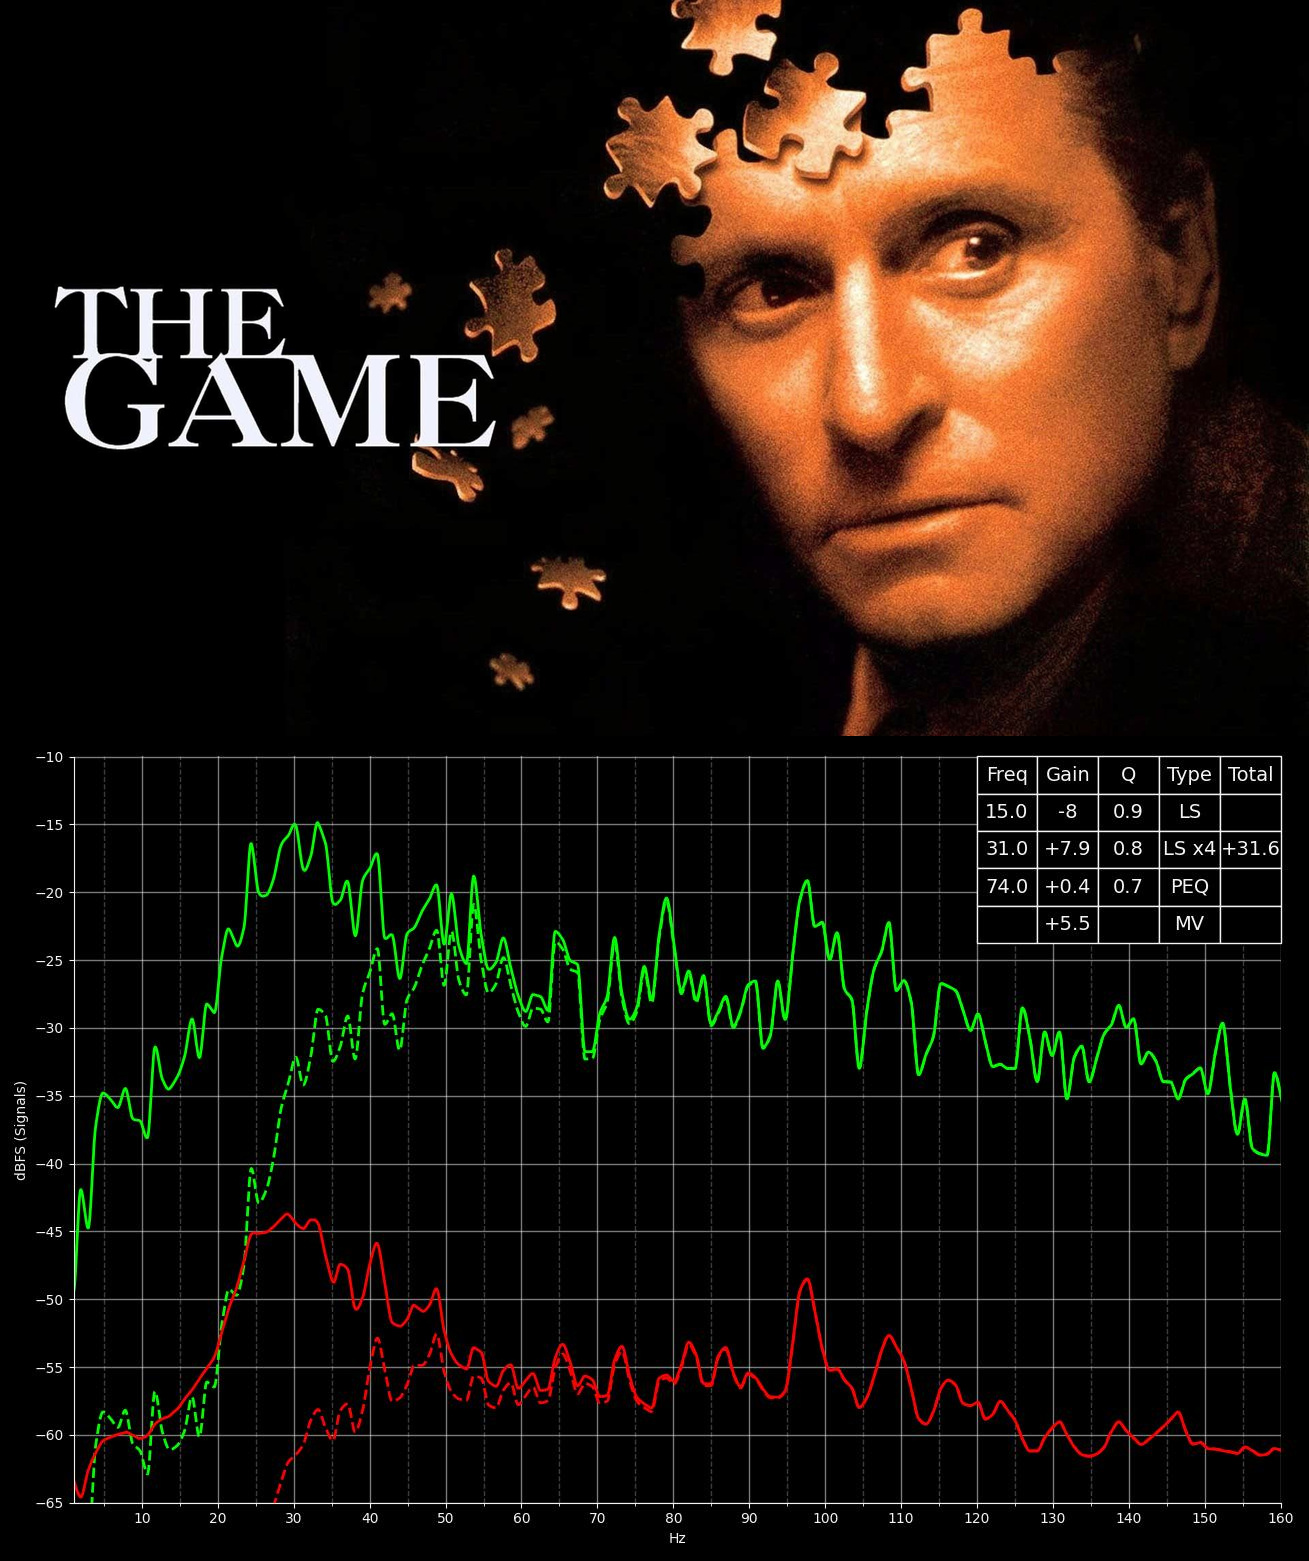 THE
GAME
Freq Gain Q Type Total
15.0 -8 0.9 LS
31.0 +7.9 0.8 LS x4 +31.6
74.0 +0.4 0.7 PEQ
+5.5 MV
−10
−15
−20
−25
−30
−35
−40
−45
−50
−55
−60
−65
dBFS (Signals)
10 20 30 40 50 60 70 80 90 100 110 120 130 140 150 160
Hz